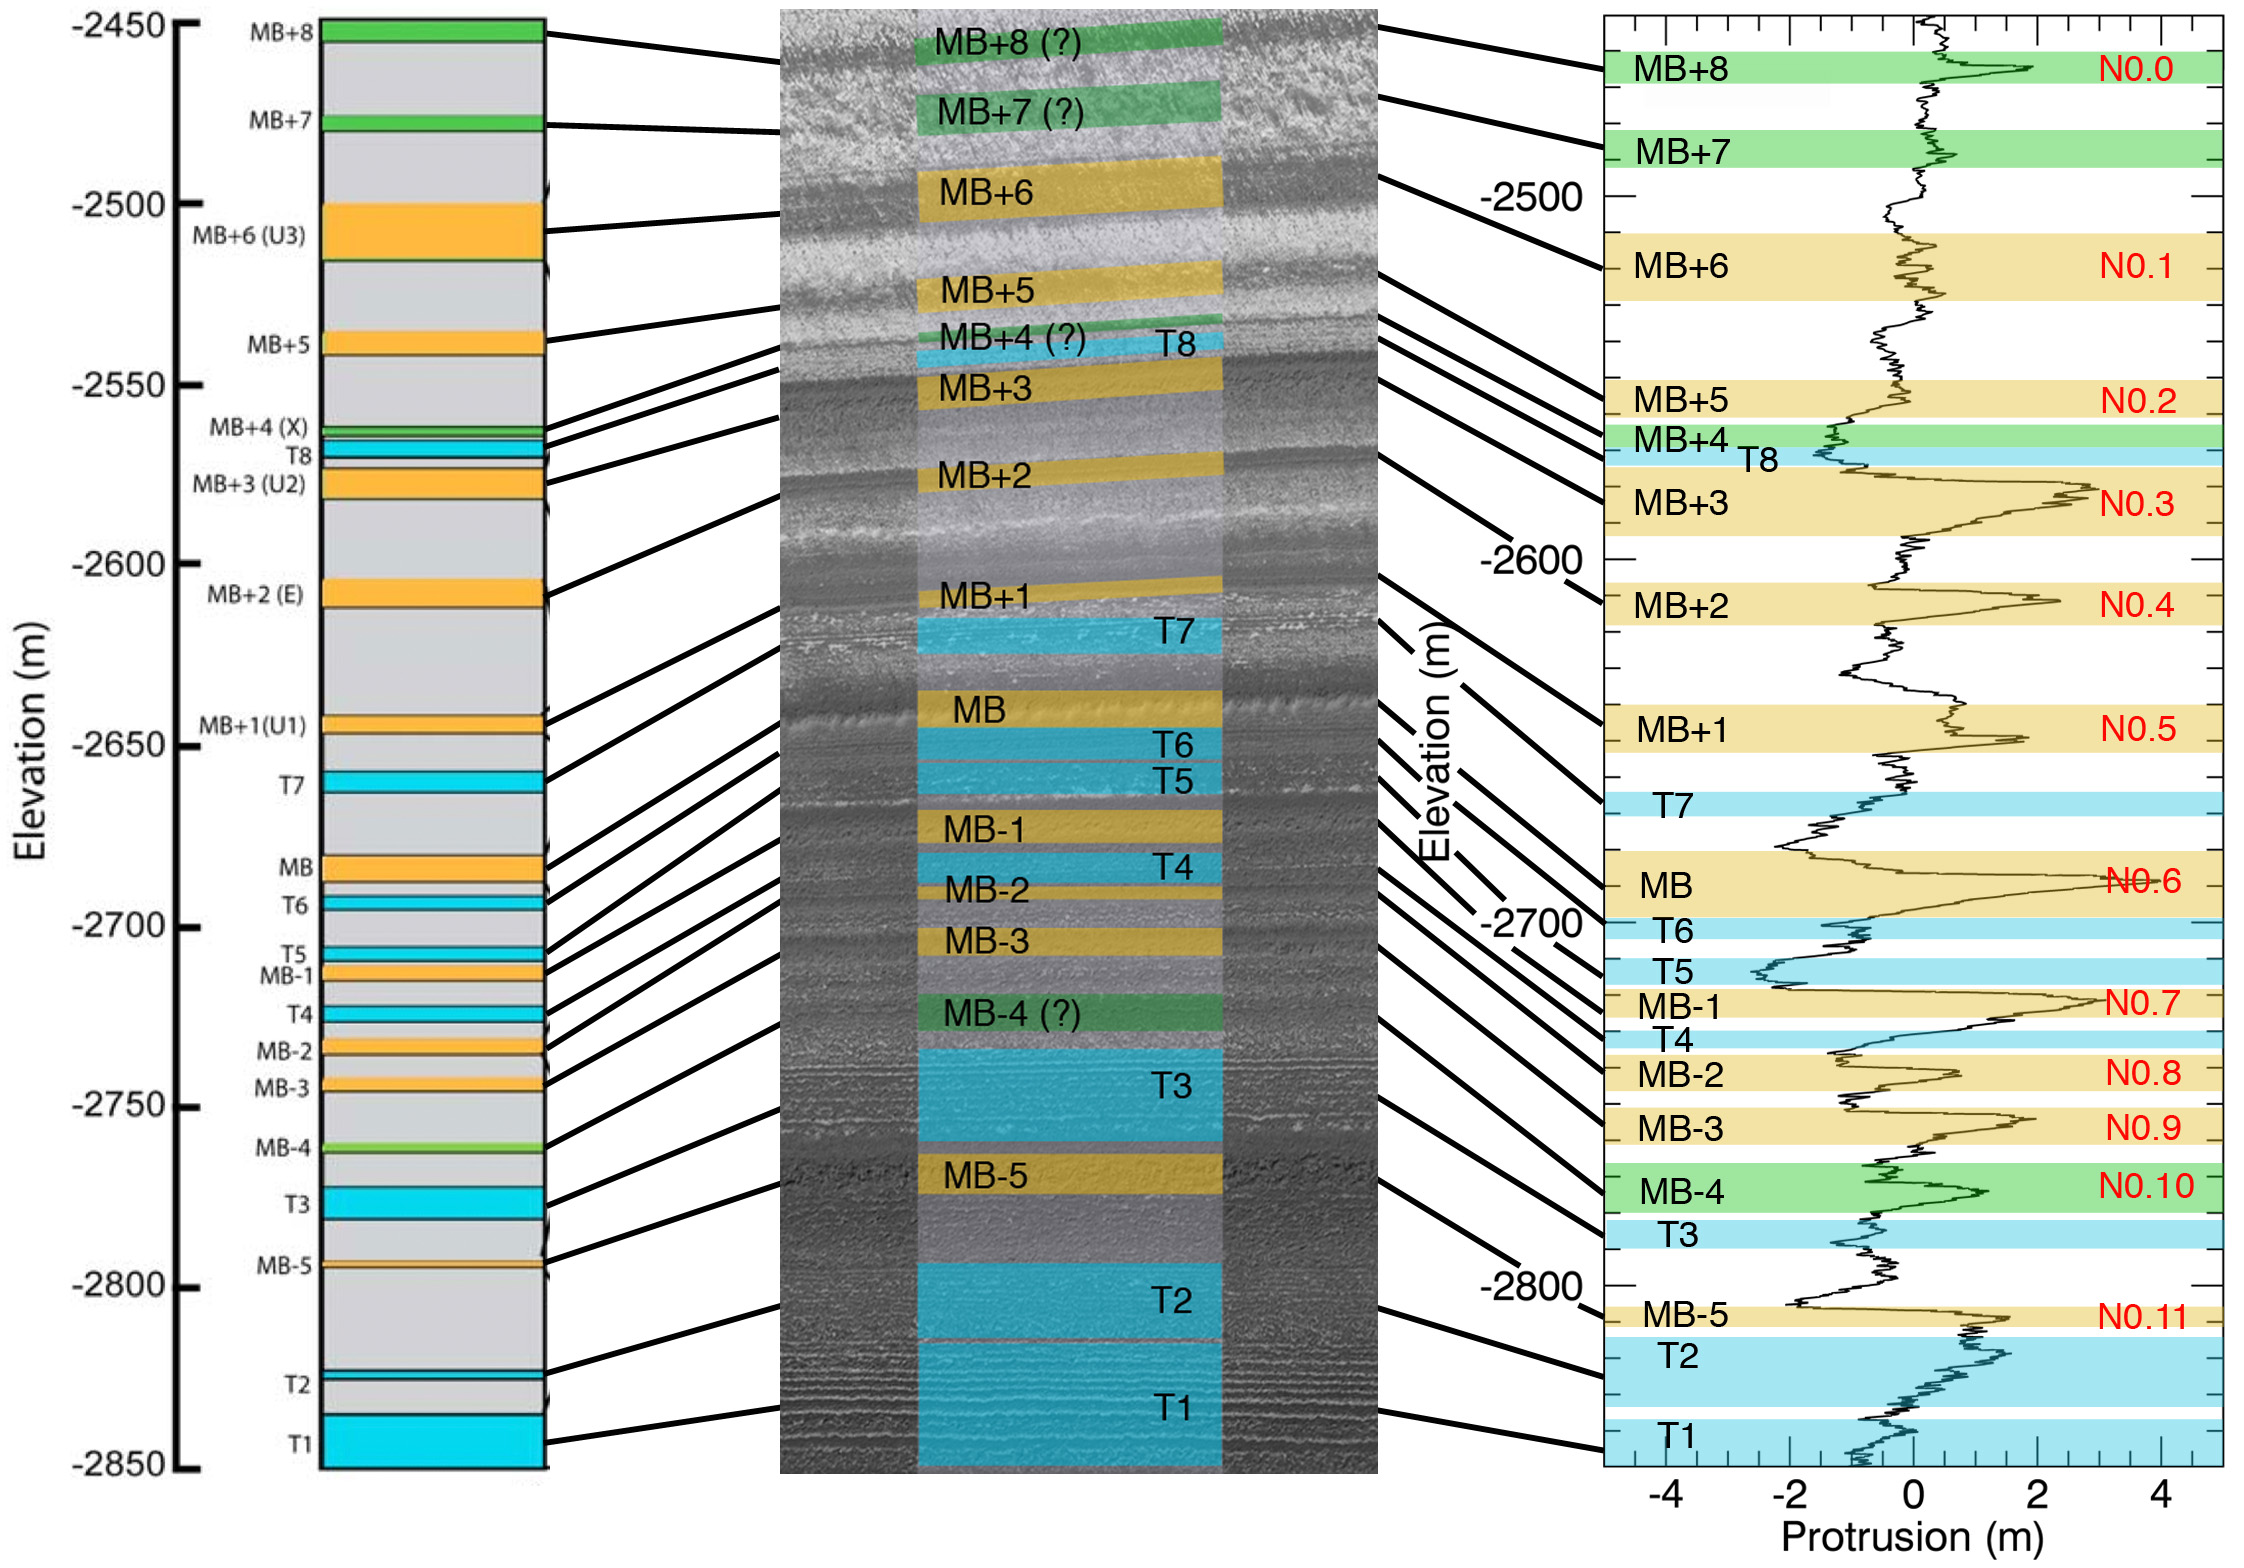 Elevation (m)
-2450
-2500
-2550
-2600
-2650
-2700
-2750
-2800
-2850
MB+8
MB+7
MB+6 (U3)
MB+5
MB+4 (X)
T8
MB+3 (U2)
MB+2 (E)
MB+1(U1)
T7
MB
T6
T5
MB-1
T4
MB-2
MB-3
MB-4
T3
MB-5
T2
T1
MB+8 (?)
MB+7 (?)
MB+6
MB+5
MB+4 (?)
T8
MB+3
MB+2
MB+1
T7
MB
T6
T5
MB-1
T4
MB-2
MB-3
MB-4 (?)
T3
MB-5
T2
T1
Elevation (m)
-2500
-2600
-2700
-2800
MB+8 N0.0
MB+7
MB+6 N0.1
MB+5 N0.2
MB+4
T8
MB+3 N0.3
MB+2 N0.4
MB+1 N0.5
T7
MB N0.6
T6
T5
MB-1 N0.7
T4
MB-2 N0.8
MB-3 N0.9
MB-4 N0.10
T3
MB-5 N0.11
T2
T1
-4 -2 0 2 4
Protrusion (m)